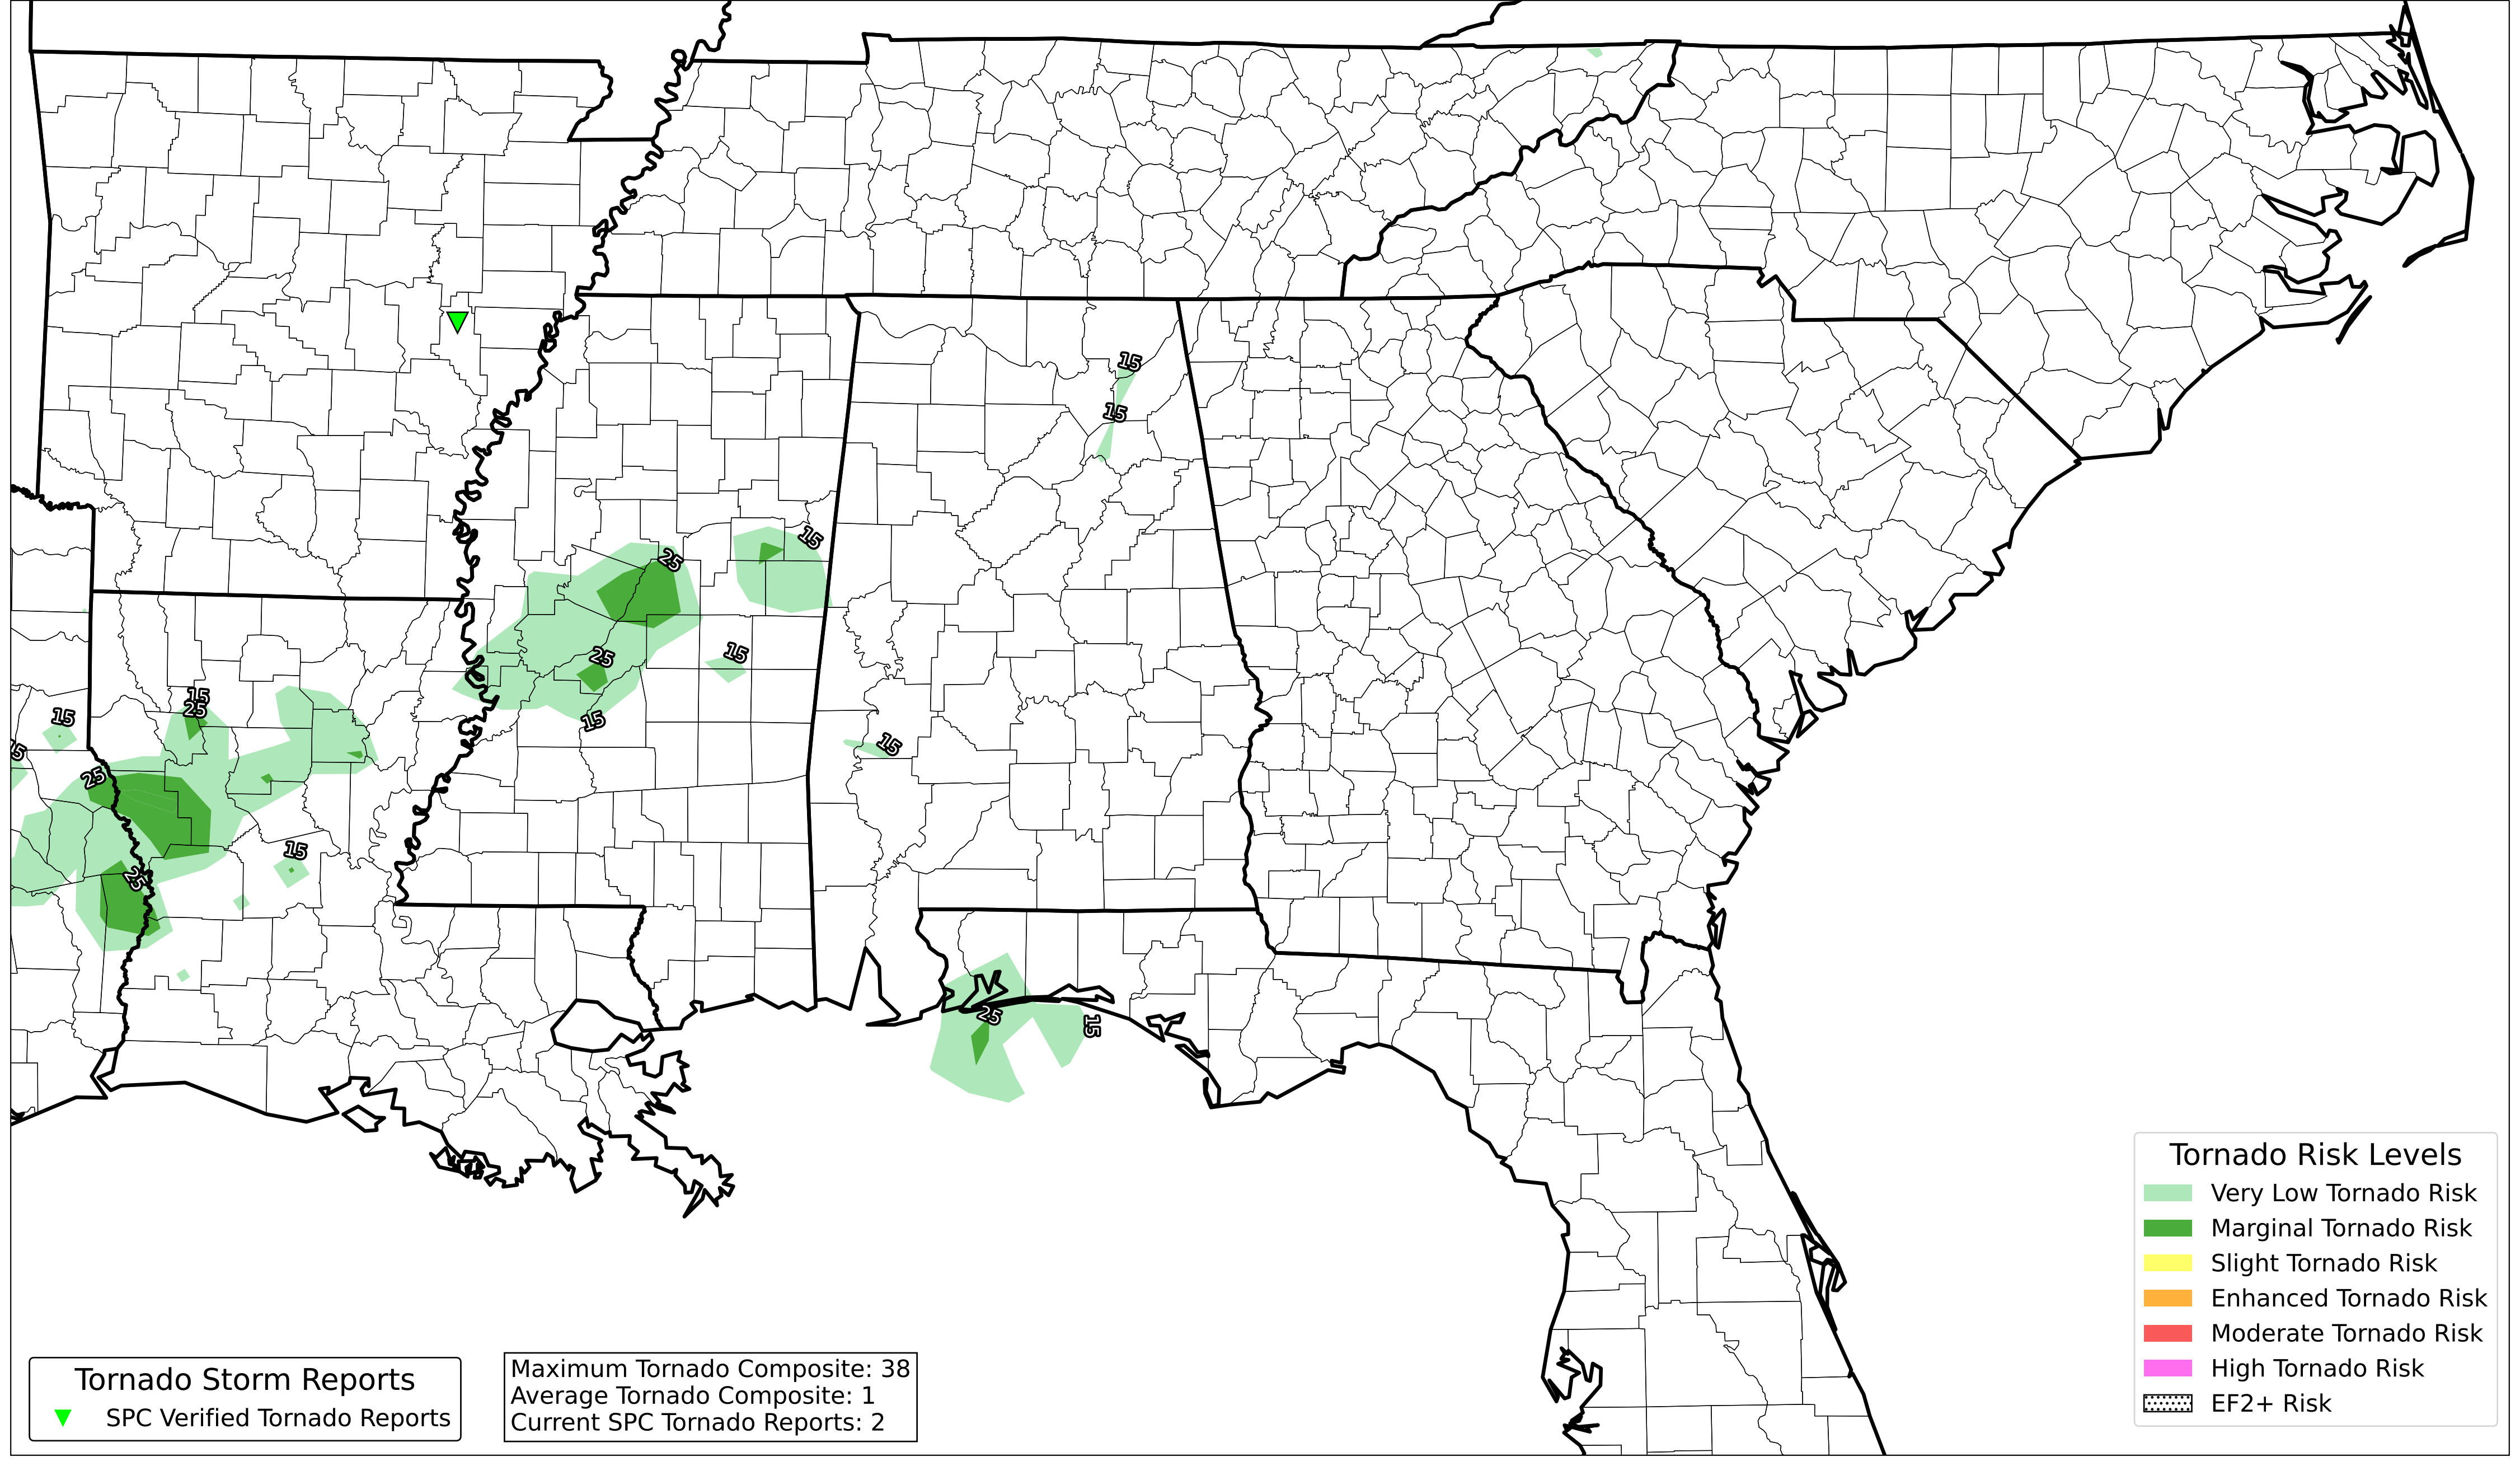 15
15
15
25
25
15
15
15
25
15
15
25
15
15
25
25
15
Tornado Risk Levels
Very Low Tornado Risk
Marginal Tornado Risk
Slight Tornado Risk
Enhanced Tornado Risk
Moderate Tornado Risk
High Tornado Risk
EF2+ Risk
Tornado Storm Reports
SPC Verified Tornado Reports
Maximum Tornado Composite: 38
Average Tornado Composite: 1
Current SPC Tornado Reports: 2